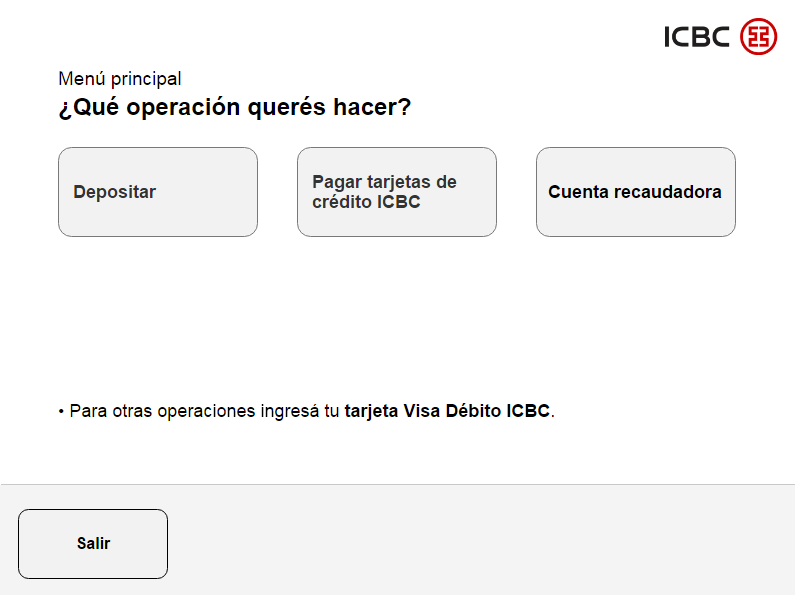 ICBC
Menú principal
¿Qué operación querés hacer?
Depositar
Pagar tarjetas de
crédito ICBC
Cuenta recaudadora
• Para otras operaciones ingresá tu tarjeta Visa Débito ICBC.
Salir